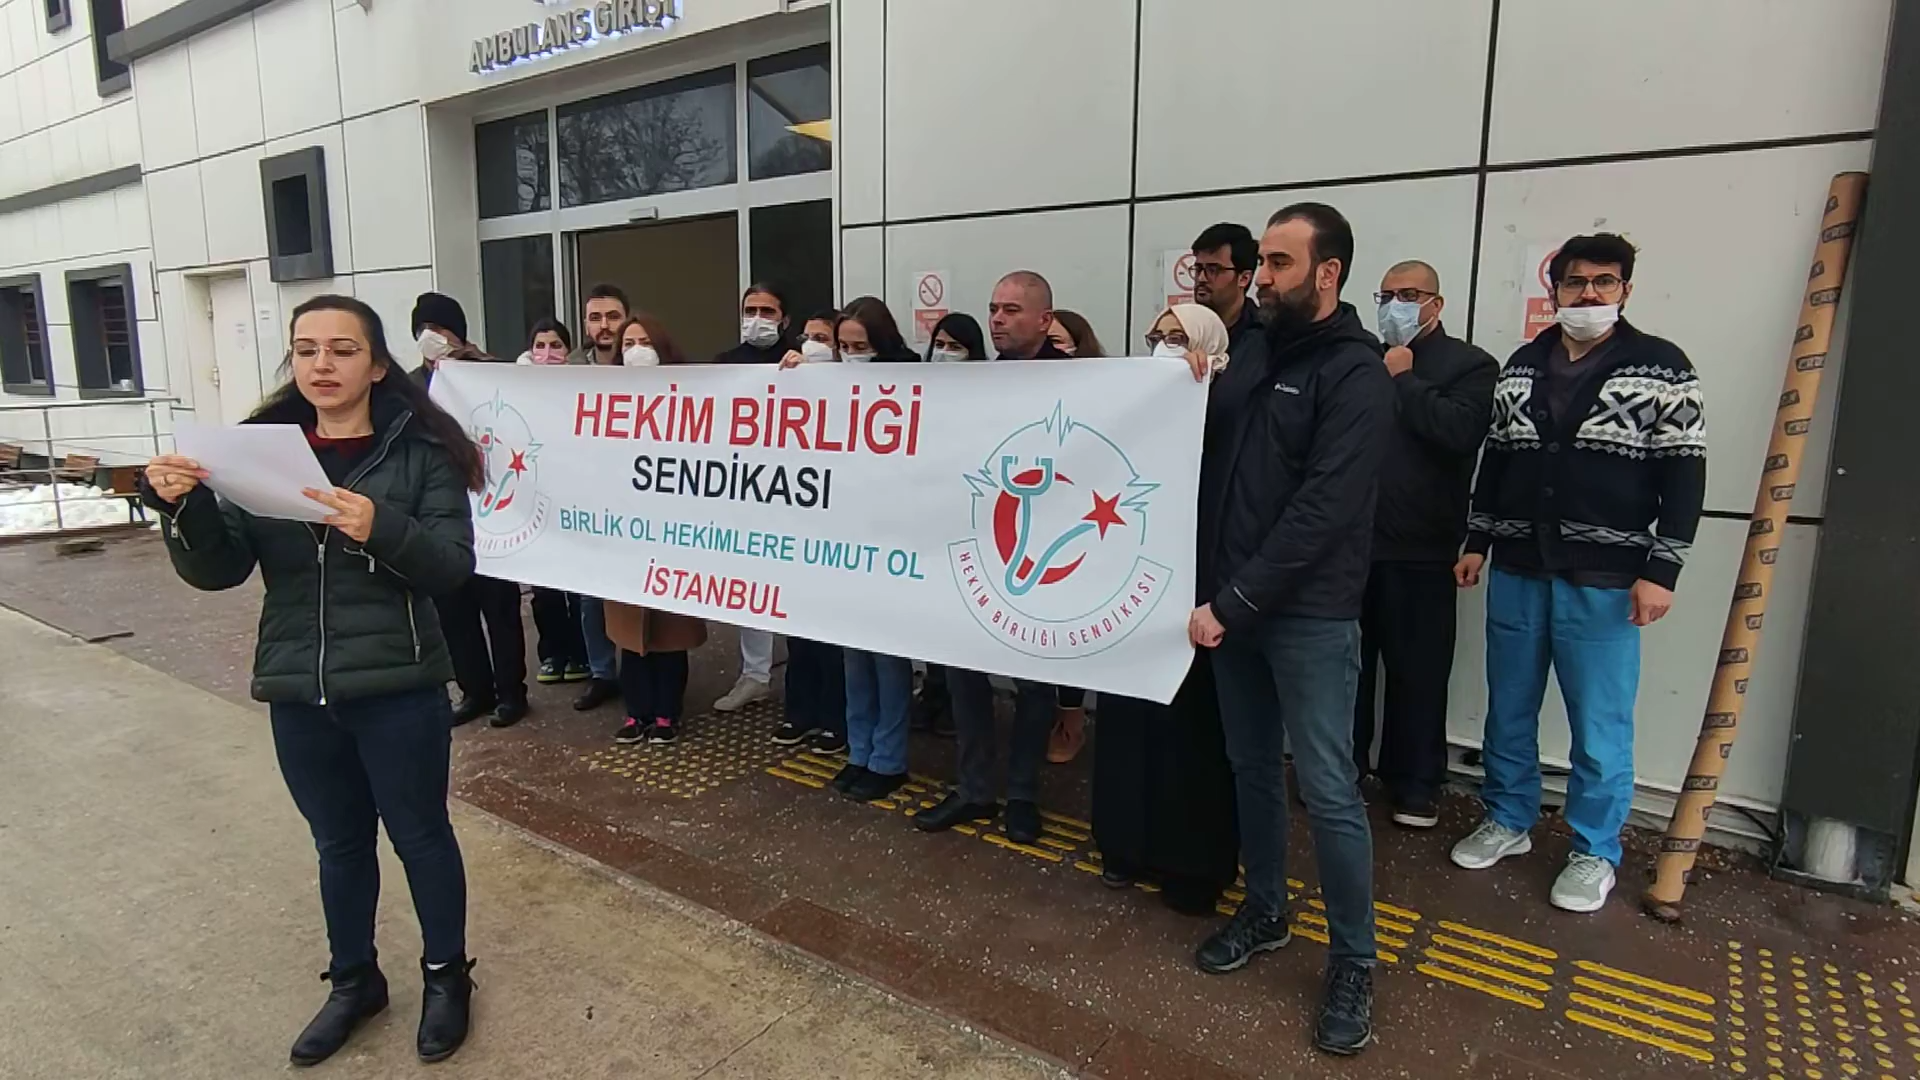 AMBULANS GİRİŞİ
HEKİM BİRLİĞİ
SENDİKASI
BİRLİK OL HEKİMLERE UMUT OL
İSTANBUL
HEKİM BİRLİĞİ SENDİKASI